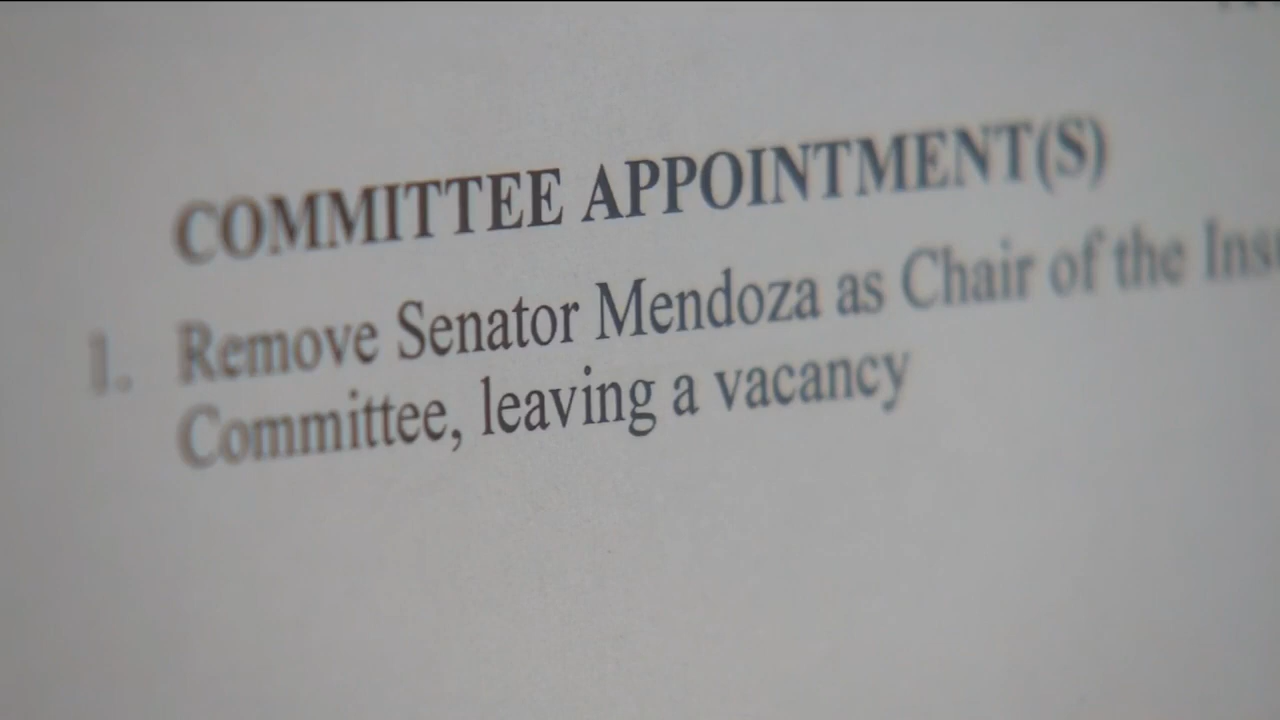 COMMITTEE APPOINTMENT(S)
1. Remove Senator Mendoza as Chair of the
Committee, leaving a vacancy